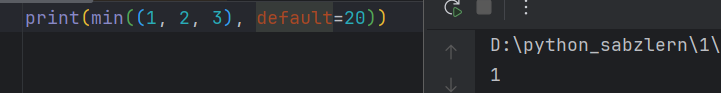 print(min((1, 2, 3), default=20))
D:\python_sabzlern\1\
1